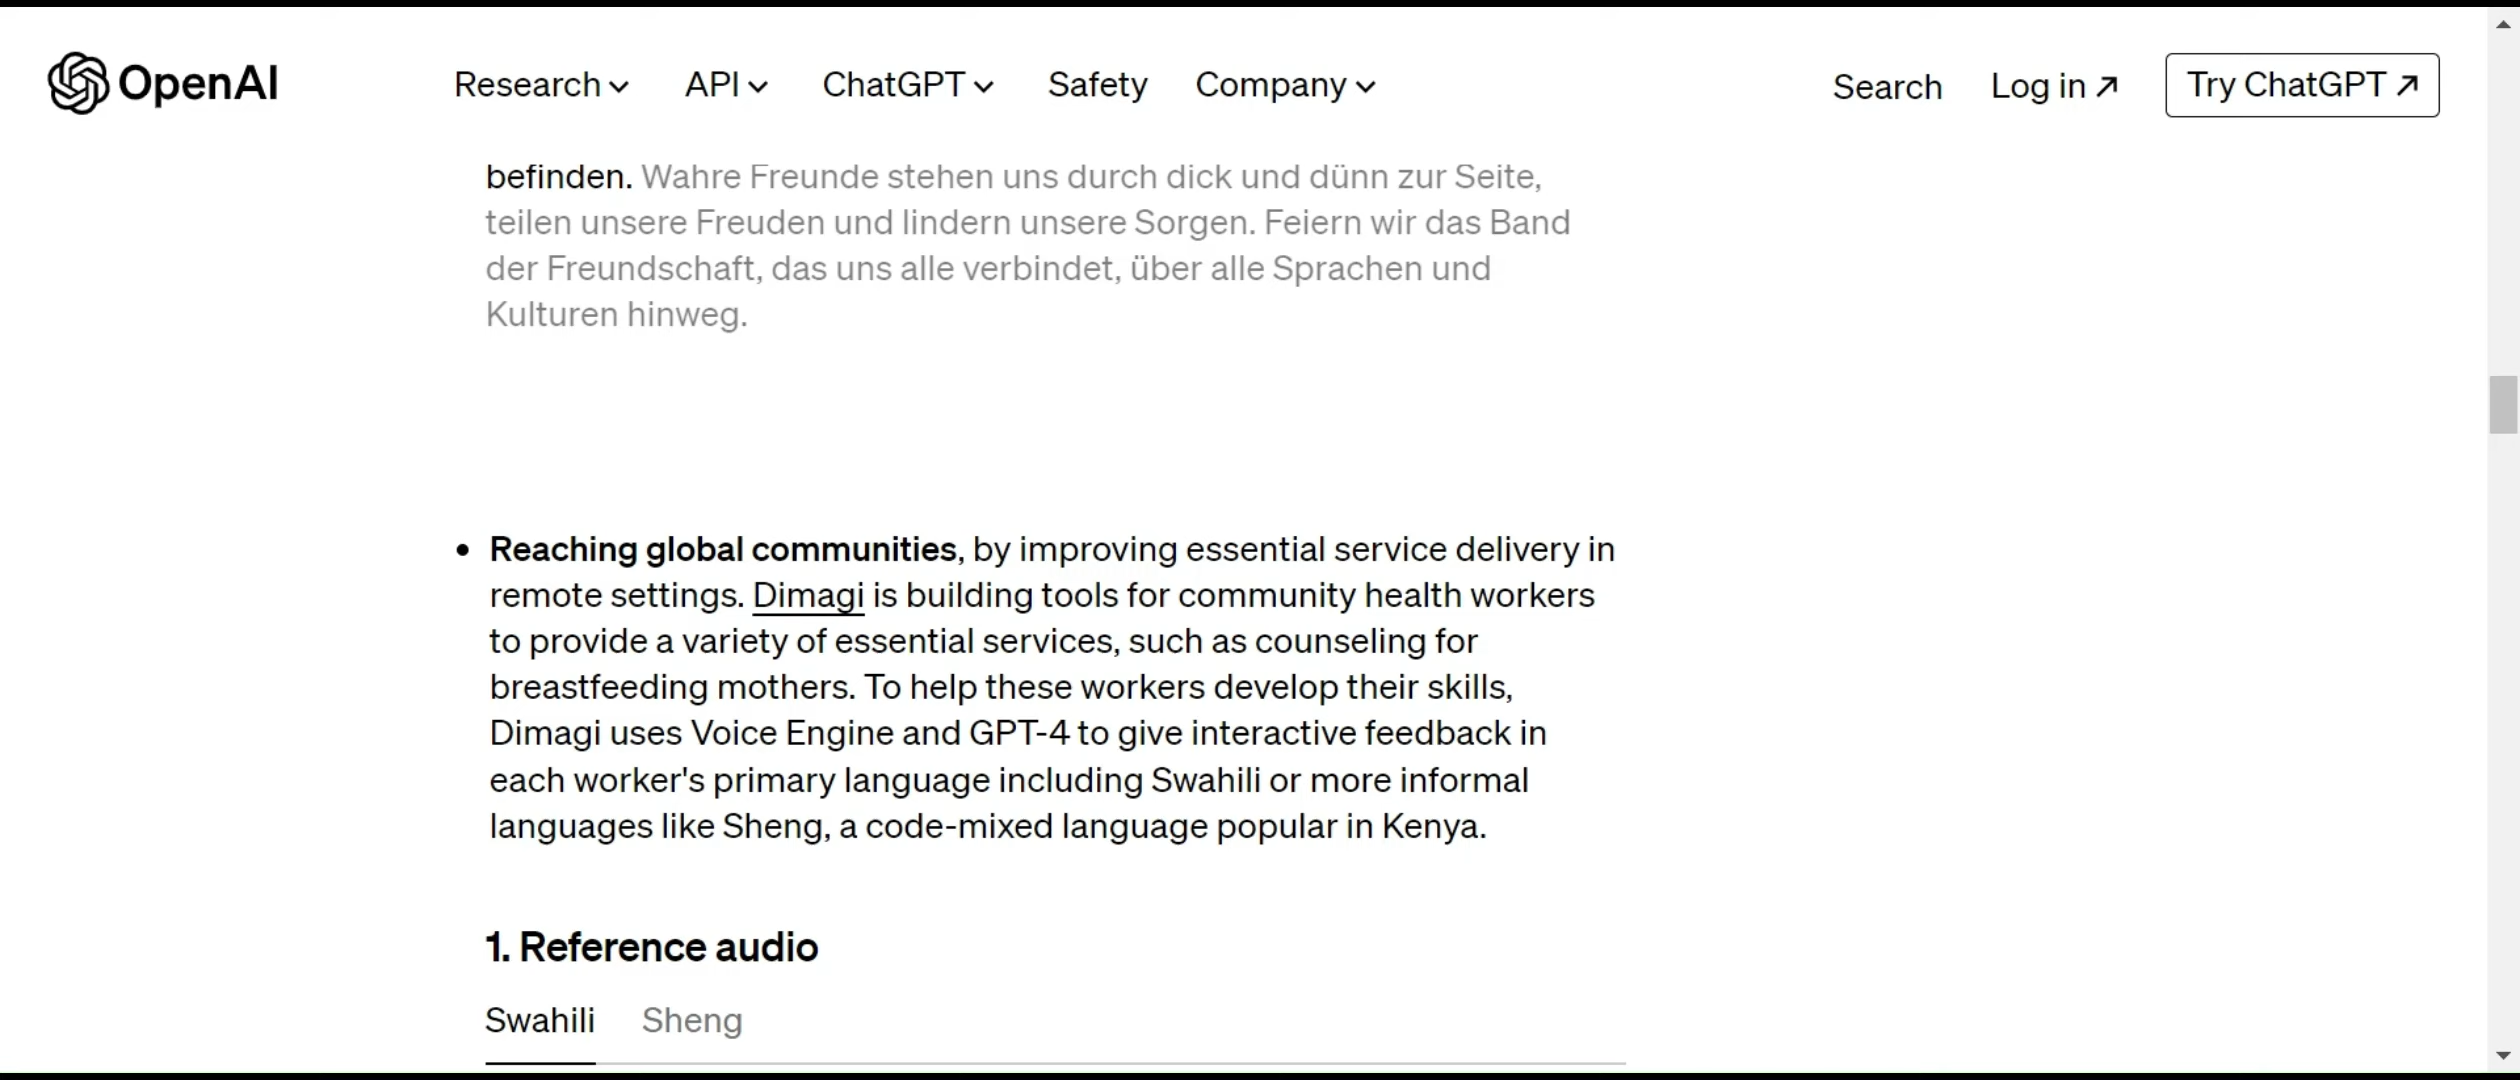 OpenAI
Research API ChatGPT Safety Company Search Log in Try ChatGPT
befinden. Wahre Freunde stehen uns durch dick und dünn zur Seite,
teilen unsere Freuden und lindern unsere Sorgen. Feiern wir das Band
der Freundschaft, das uns alle verbindet, über alle Sprachen und
Kulturen hinweg.
Reaching global communities, by improving essential service delivery in
remote settings. Dimagi is building tools for community health workers
to provide a variety of essential services, such as counseling for
breastfeeding mothers. To help these workers develop their skills,
Dimagi uses Voice Engine and GPT-4 to give interactive feedback in
each worker's primary language including Swahili or more informal
languages like Sheng, a code-mixed language popular in Kenya.
1. Reference audio
Swahili Sheng